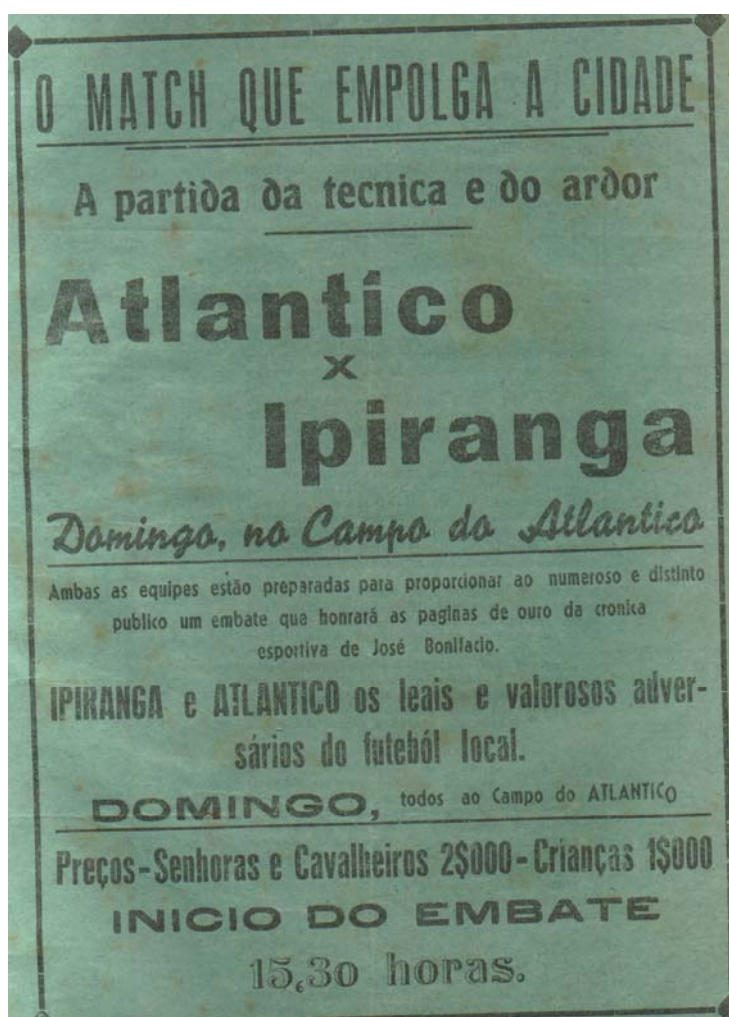 O MATCH QUE EMPOLGA A CIDADE
A partida da tecnica e do ardor
Atlantico
x
Ipiranga
Domingo, no Campo do Atlantico
Ambas as equipes estão preparadas para proporcionar ao numeroso e distinto
publico um embate que honrará as paginas de ouro da cronica
esportiva de José Bonifacio.
IPIRANGA e ATLANTICO os leais e valorosos adver-
sários do futeból local.
DOMINGO, todos ao Campo do ATLANTICO
Preços-Senhoras e Cavalheiros 2$000-Crianças 1$000
INICIO DO EMBATE
15,30 horas.